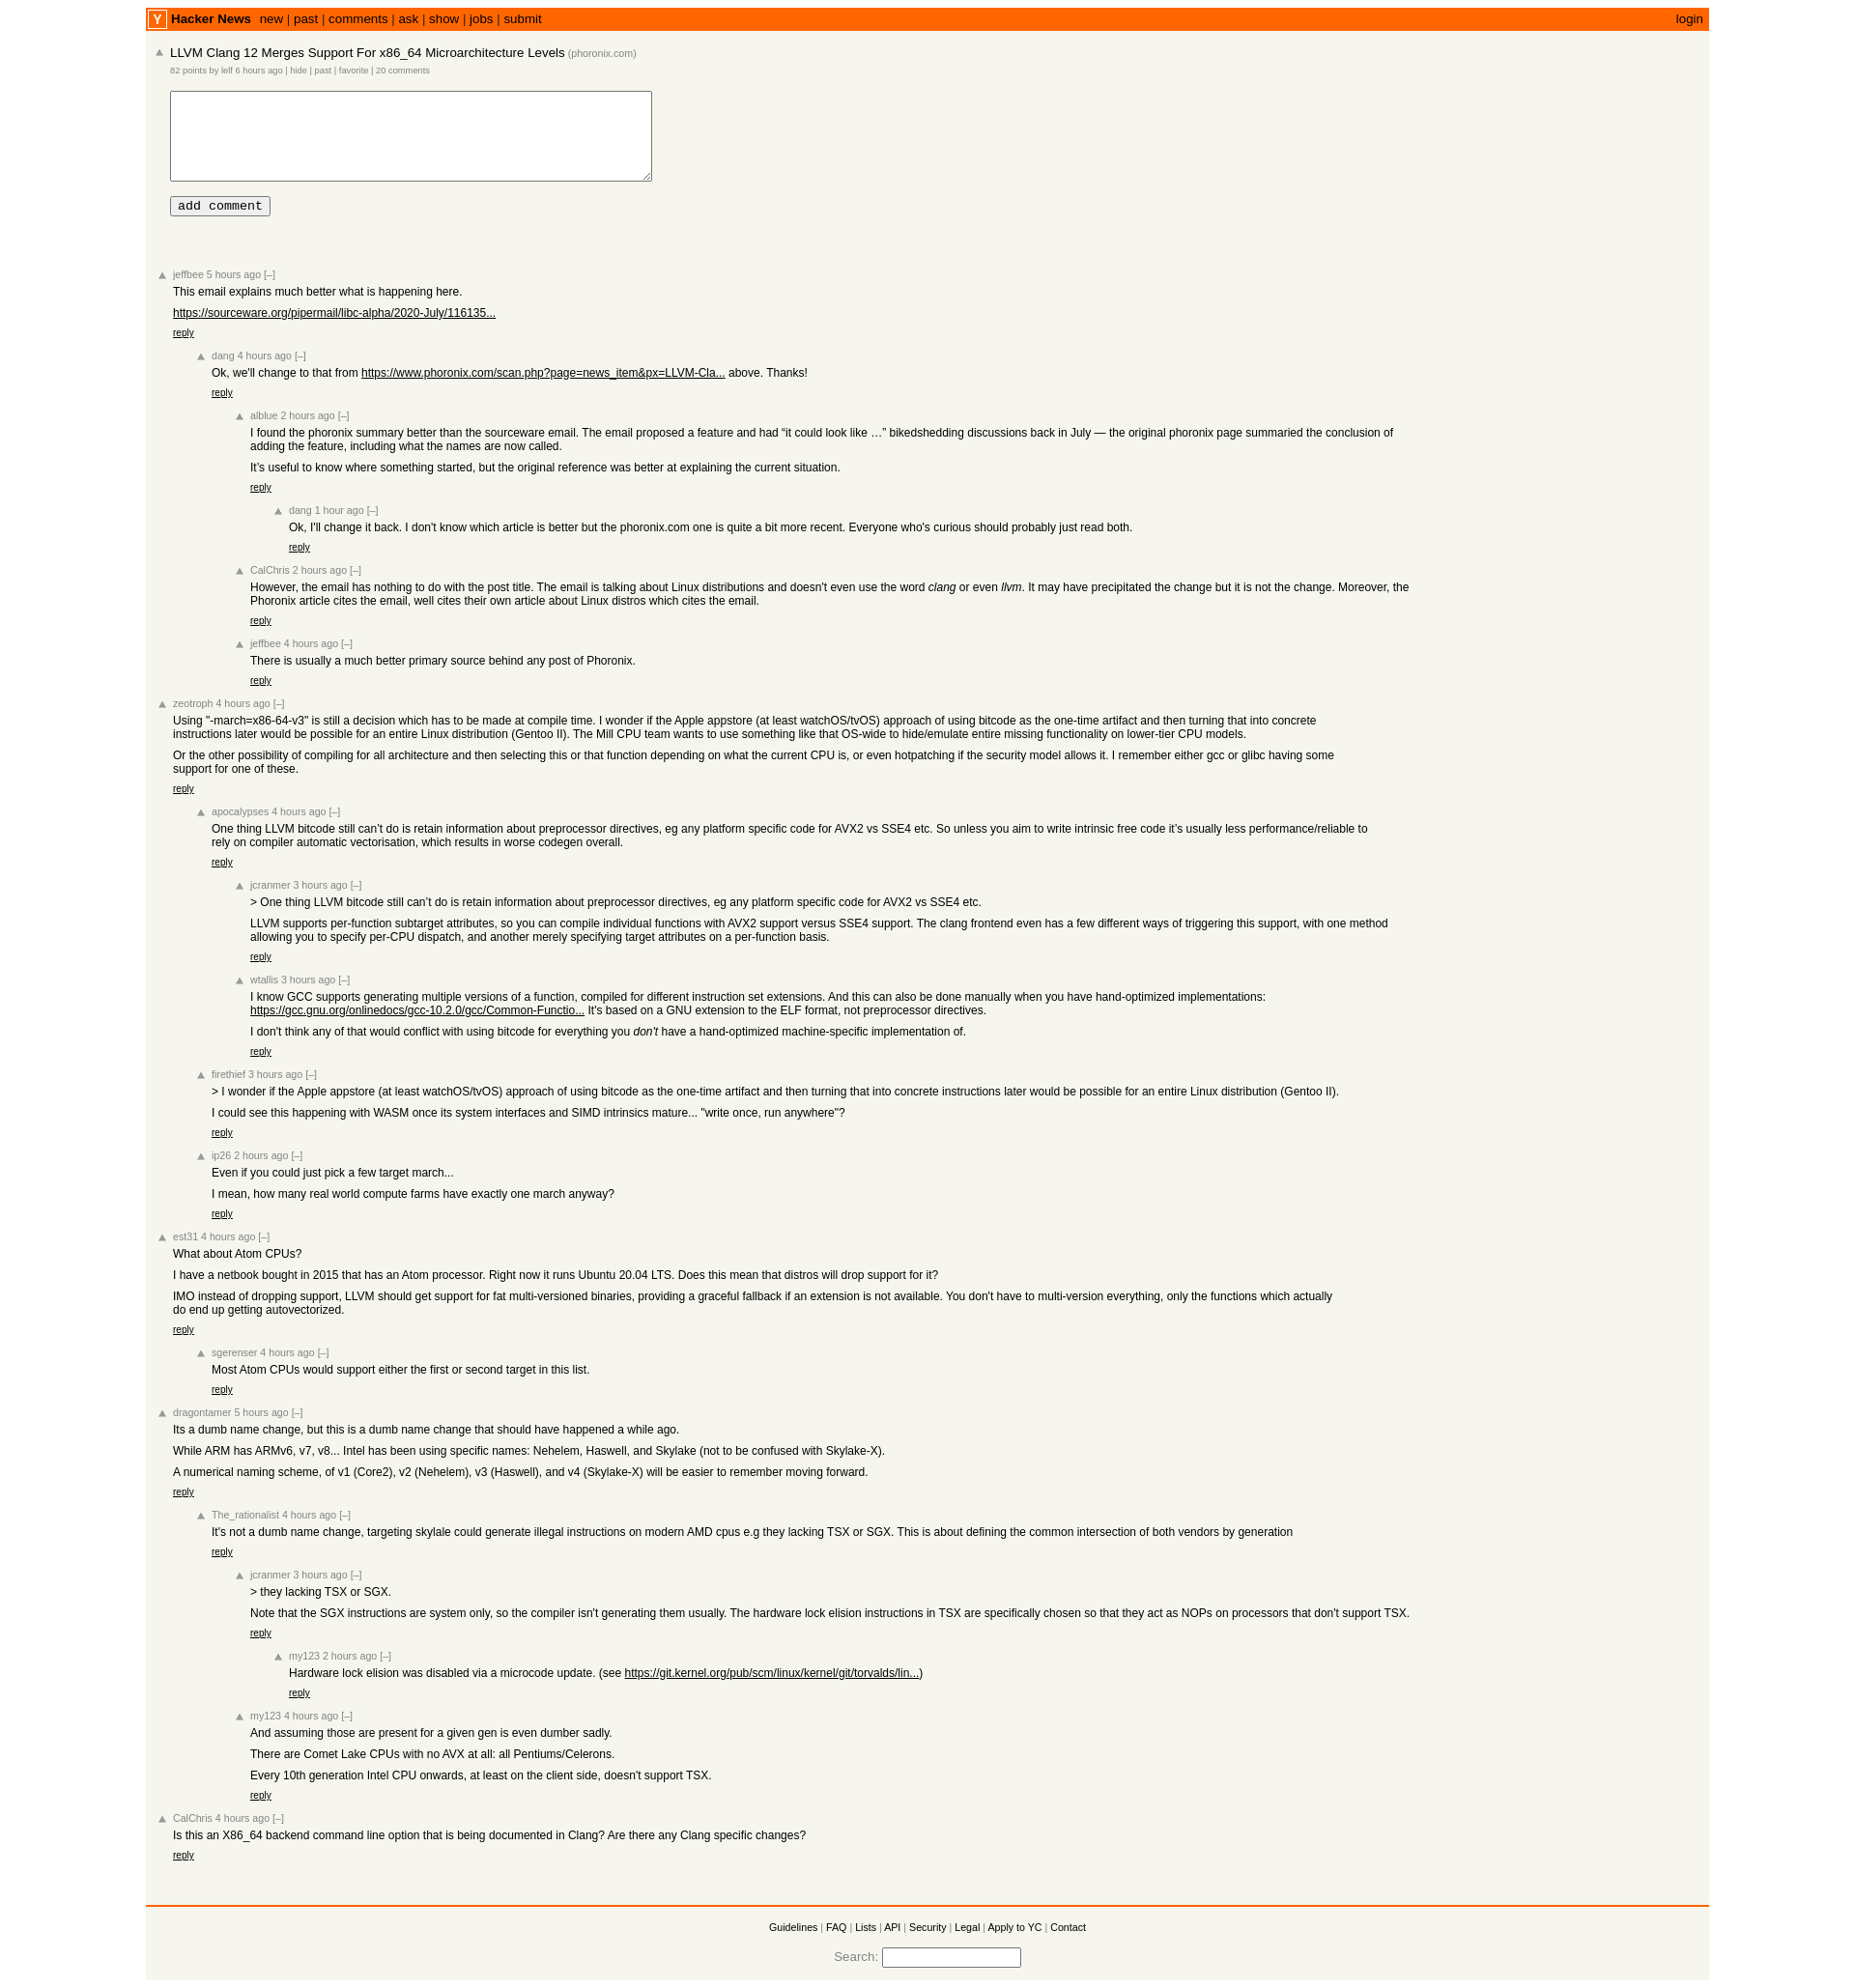 Y Hacker News new | past | comments | ask | show | jobs | submit login
LLVM Clang 12 Merges Support For x86_64 Microarchitecture Levels (phoronix.com)
82 points by lelf 6 hours ago | hide | past | favorite | 20 comments
add comment
jeffbee 5 hours ago [–]
This email explains much better what is happening here.
https://sourceware.org/pipermail/libc-alpha/2020-July/116135...
reply
dang 4 hours ago [–]
Ok, we'll change to that from https://www.phoronix.com/scan.php?page=news_item&px=LLVM-Cla... above. Thanks!
reply
alblue 2 hours ago [–]
I found the phoronix summary better than the sourceware email. The email proposed a feature and had “it could look like …” bikedshedding discussions back in July — the original phoronix page summaried the conclusion of
adding the feature, including what the names are now called.
It’s useful to know where something started, but the original reference was better at explaining the current situation.
reply
dang 1 hour ago [–]
Ok, I'll change it back. I don't know which article is better but the phoronix.com one is quite a bit more recent. Everyone who's curious should probably just read both.
reply
CalChris 2 hours ago [–]
However, the email has nothing to do with the post title. The email is talking about Linux distributions and doesn't even use the word clang or even llvm. It may have precipitated the change but it is not the change. Moreover, the
Phoronix article cites the email, well cites their own article about Linux distros which cites the email.
reply
jeffbee 4 hours ago [–]
There is usually a much better primary source behind any post of Phoronix.
reply
zeotroph 4 hours ago [–]
Using "-march=x86-64-v3" is still a decision which has to be made at compile time. I wonder if the Apple appstore (at least watchOS/tvOS) approach of using bitcode as the one-time artifact and then turning that into concrete
instructions later would be possible for an entire Linux distribution (Gentoo II). The Mill CPU team wants to use something like that OS-wide to hide/emulate entire missing functionality on lower-tier CPU models.
Or the other possibility of compiling for all architecture and then selecting this or that function depending on what the current CPU is, or even hotpatching if the security model allows it. I remember either gcc or glibc having some
support for one of these.
reply
apocalypses 4 hours ago [–]
One thing LLVM bitcode still can’t do is retain information about preprocessor directives, eg any platform specific code for AVX2 vs SSE4 etc. So unless you aim to write intrinsic free code it’s usually less performance/reliable to
rely on compiler automatic vectorisation, which results in worse codegen overall.
reply
jcranmer 3 hours ago [–]
> One thing LLVM bitcode still can’t do is retain information about preprocessor directives, eg any platform specific code for AVX2 vs SSE4 etc.
LLVM supports per-function subtarget attributes, so you can compile individual functions with AVX2 support versus SSE4 support. The clang frontend even has a few different ways of triggering this support, with one method
allowing you to specify per-CPU dispatch, and another merely specifying target attributes on a per-function basis.
reply
wtallis 3 hours ago [–]
I know GCC supports generating multiple versions of a function, compiled for different instruction set extensions. And this can also be done manually when you have hand-optimized implementations:
https://gcc.gnu.org/onlinedocs/gcc-10.2.0/gcc/Common-Functio... It's based on a GNU extension to the ELF format, not preprocessor directives.
I don't think any of that would conflict with using bitcode for everything you don't have a hand-optimized machine-specific implementation of.
reply
firethief 3 hours ago [–]
> I wonder if the Apple appstore (at least watchOS/tvOS) approach of using bitcode as the one-time artifact and then turning that into concrete instructions later would be possible for an entire Linux distribution (Gentoo II).
I could see this happening with WASM once its system interfaces and SIMD intrinsics mature... "write once, run anywhere"?
reply
ip26 2 hours ago [–]
Even if you could just pick a few target march...
I mean, how many real world compute farms have exactly one march anyway?
reply
est31 4 hours ago [–]
What about Atom CPUs?
I have a netbook bought in 2015 that has an Atom processor. Right now it runs Ubuntu 20.04 LTS. Does this mean that distros will drop support for it?
IMO instead of dropping support, LLVM should get support for fat multi-versioned binaries, providing a graceful fallback if an extension is not available. You don't have to multi-version everything, only the functions which actually
do end up getting autovectorized.
reply
sgerenser 4 hours ago [–]
Most Atom CPUs would support either the first or second target in this list.
reply
dragontamer 5 hours ago [–]
Its a dumb name change, but this is a dumb name change that should have happened a while ago.
While ARM has ARMv6, v7, v8... Intel has been using specific names: Nehelem, Haswell, and Skylake (not to be confused with Skylake-X).
A numerical naming scheme, of v1 (Core2), v2 (Nehelem), v3 (Haswell), and v4 (Skylake-X) will be easier to remember moving forward.
reply
The_rationalist 4 hours ago [–]
It's not a dumb name change, targeting skylale could generate illegal instructions on modern AMD cpus e.g they lacking TSX or SGX. This is about defining the common intersection of both vendors by generation
reply
jcranmer 3 hours ago [–]
> they lacking TSX or SGX.
Note that the SGX instructions are system only, so the compiler isn't generating them usually. The hardware lock elision instructions in TSX are specifically chosen so that they act as NOPs on processors that don't support TSX.
reply
my123 2 hours ago [–]
Hardware lock elision was disabled via a microcode update. (see https://git.kernel.org/pub/scm/linux/kernel/git/torvalds/lin...)
reply
my123 4 hours ago [–]
And assuming those are present for a given gen is even dumber sadly.
There are Comet Lake CPUs with no AVX at all: all Pentiums/Celerons.
Every 10th generation Intel CPU onwards, at least on the client side, doesn't support TSX.
reply
CalChris 4 hours ago [–]
Is this an X86_64 backend command line option that is being documented in Clang? Are there any Clang specific changes?
reply
Guidelines | FAQ | Lists | API | Security | Legal | Apply to YC | Contact
Search: